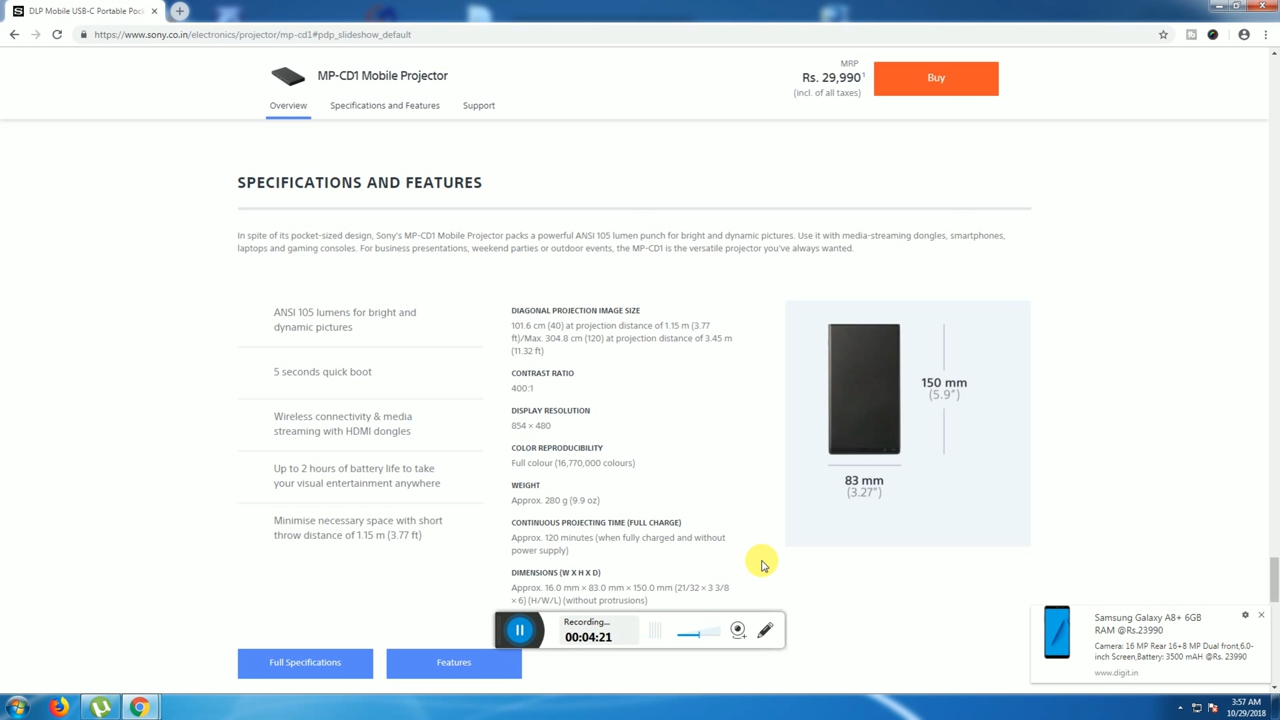 DLP Mobile USB-C Portable Poc
https://www.sony.co.in/electronics/projector/mp-cd1#pdp_slideshow_default
MP-CD1 Mobile Projector
MRP
Rs. 29,990¹
(incl. of all taxes)
Buy
Overview
Specifications and Features
Support
SPECIFICATIONS AND FEATURES
In spite of its pocket-sized design, Sony's MP-CD1 Mobile Projector packs a powerful ANSI 105 lumen punch for bright and dynamic pictures. Use it with media-streaming dongles, smartphones,
laptops and gaming consoles. For business presentations, weekend parties or outdoor events, the MP-CD1 is the versatile projector you've always wanted.
ANSI 105 lumens for bright and
dynamic pictures
5 seconds quick boot
Wireless connectivity & media
streaming with HDMI dongles
Up to 2 hours of battery life to take
your visual entertainment anywhere
Minimise necessary space with short
throw distance of 1.15 m (3.77 ft)
DIAGONAL PROJECTION IMAGE SIZE
101.6 cm (40) at projection distance of 1.15 m (3.77
ft)/Max. 304.8 cm (120) at projection distance of 3.45 m
(11.32 ft)
CONTRAST RATIO
400:1
DISPLAY RESOLUTION
854 × 480
COLOR REPRODUCIBILITY
Full colour (16,770,000 colours)
WEIGHT
Approx. 280 g (9.9 oz)
CONTINUOUS PROJECTING TIME (FULL CHARGE)
Approx. 120 minutes (when fully charged and without
power supply)
DIMENSIONS (W X H X D)
Approx. 16.0 mm × 83.0 mm × 150.0 mm (21/32 × 3 3/8
× 6) (H/W/L) (without protrusions)
150 mm
(5.9")
83 mm
(3.27")
Recording...
00:04:21
Full Specifications
Features
Samsung Galaxy A8+ 6GB
RAM @Rs.23990
Camera: 16 MP Rear 16+8 MP Dual front,6.0-
inch Screen,Battery: 3500 mAH @Rs. 23990
www.digit.in
3:57 AM
10/29/2018